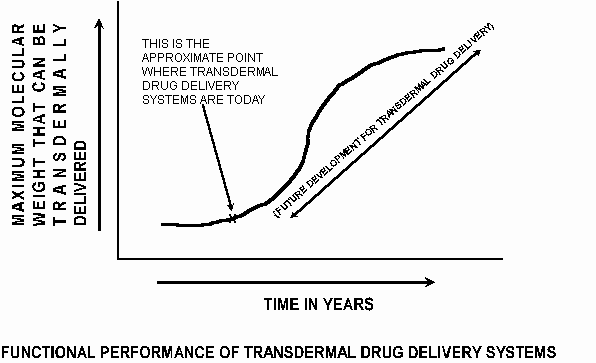 MAXIMUM MOLECULAR
WEIGHT THAT CAN BE
TRANSDERMALLY
DELIVERED
THIS IS THE
APPROXIMATE POINT
WHERE TRANSDERMAL
DRUG DELIVERY
SYSTEMS ARE TODAY
X
(FUTURE DEVELOPMENT FOR TRANSDERMAL DRUG DELIVERY)
TIME IN YEARS
FUNCTIONAL PERFORMANCE OF TRANSDERMAL DRUG DELIVERY SYSTEMS